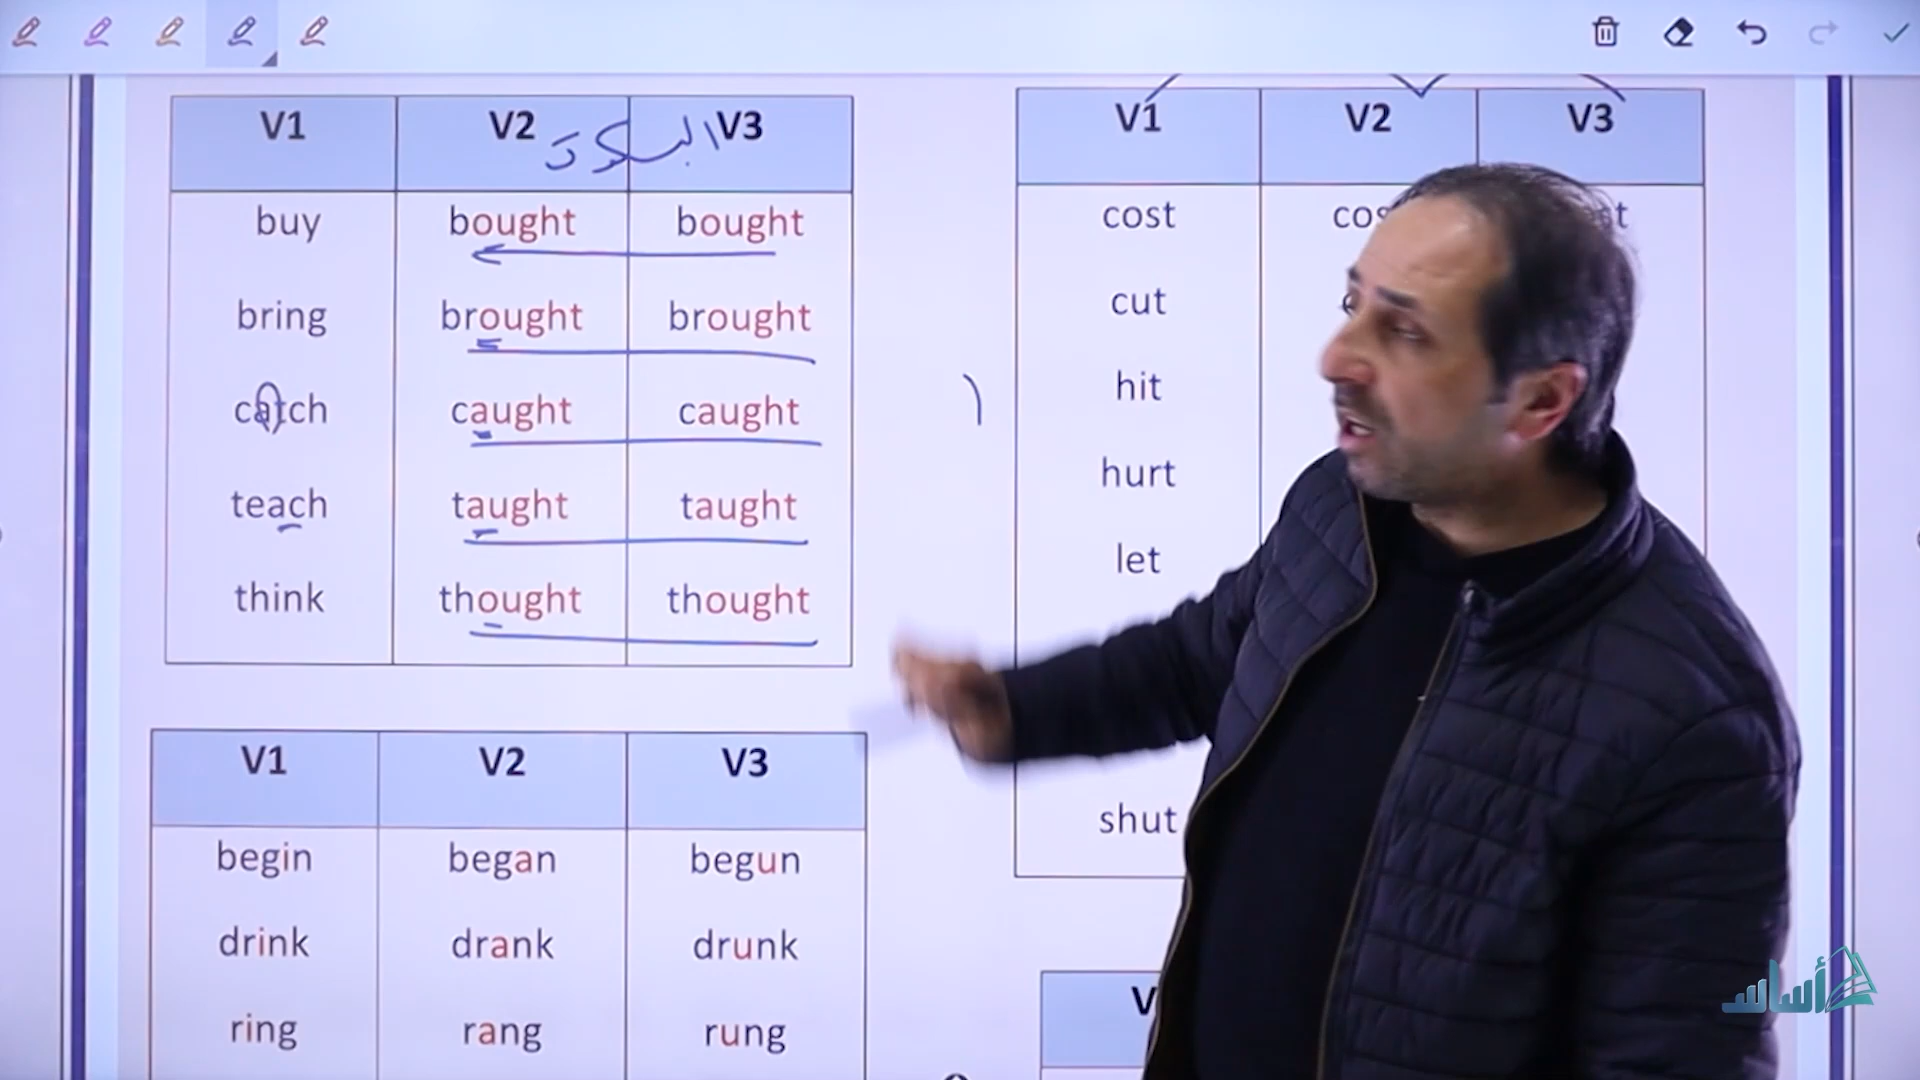 V1 V2 V3
buy bought bought
bring brought brought
catch caught caught
teach taught taught
think thought thought
V1 V2 V3
begin began begun
drink drank drunk
ring rang rung
V1 V2 V3
cost
cut
hit
hurt
let
shut
أساس